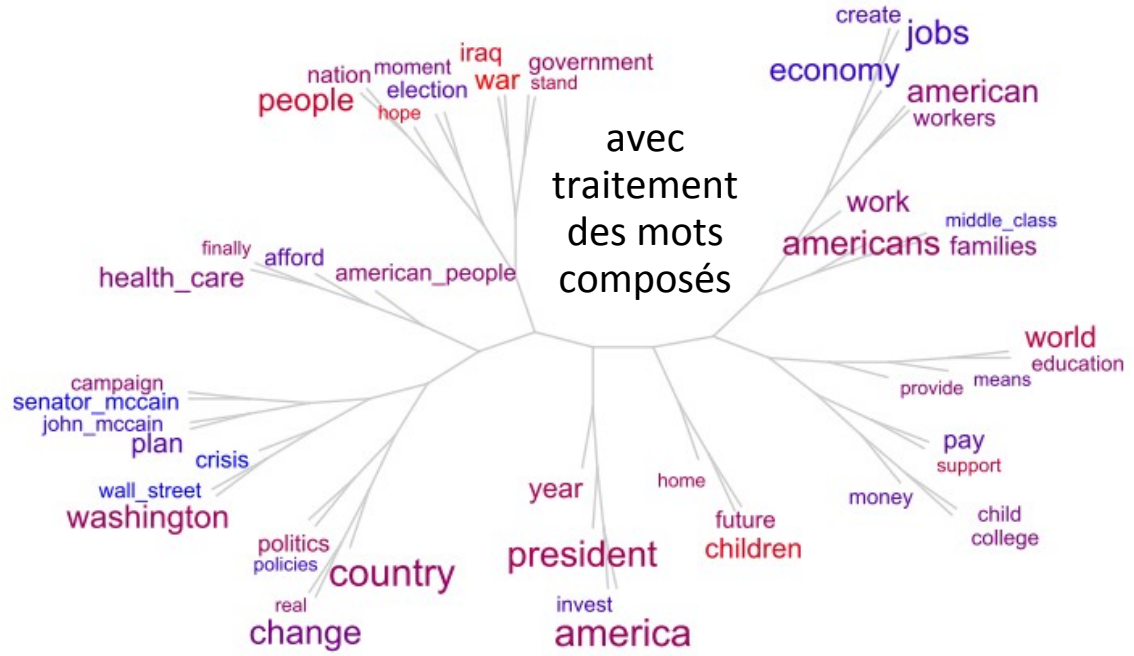 create
jobs
economy
american
workers
iraq
government
nation
moment
war
stand
election
people
hope
avec
traitement
des mots
composés
work
middle_class
americans
families
finally
afford
american_people
health_care
world
education
means
provide
campaign
senator_mccain
john_mccain
plan
crisis
wall_street
washington
pay
support
money
child
college
year
home
future
children
politics
policies
country
president
real
change
invest
america